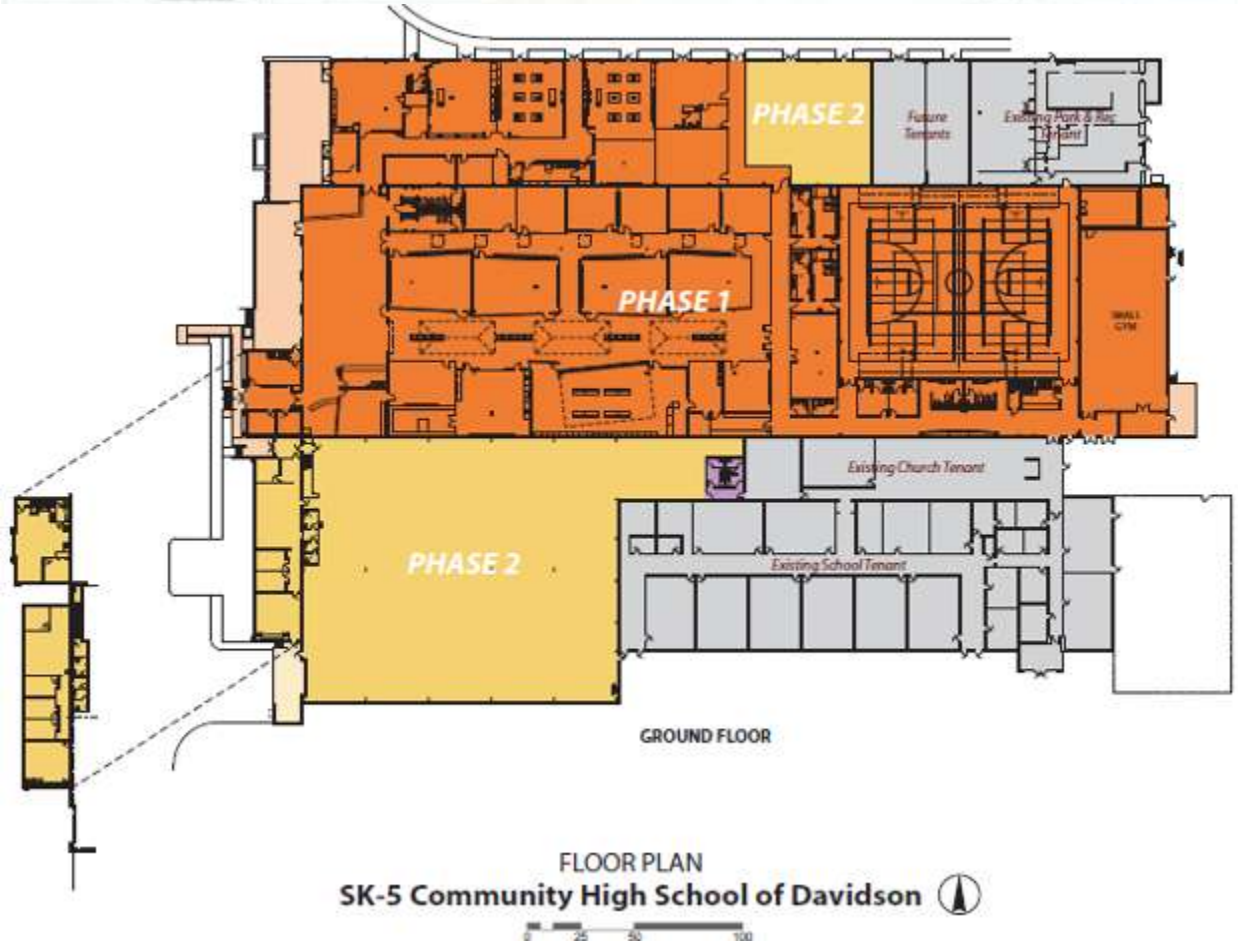 PHASE 2
Future
Tenants
Existing Park & Rec
Tenant
PHASE 1
SMALL
GYM
Existing Church Tenant
PHASE 2
Existing School Tenant
GROUND FLOOR
FLOOR PLAN
SK-5 Community High School of Davidson
0 25 50 100